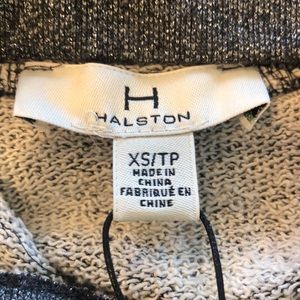 H
HALSTON
XS/TP
MADE IN
CHINA
FABRIQUÉ EN
CHINE